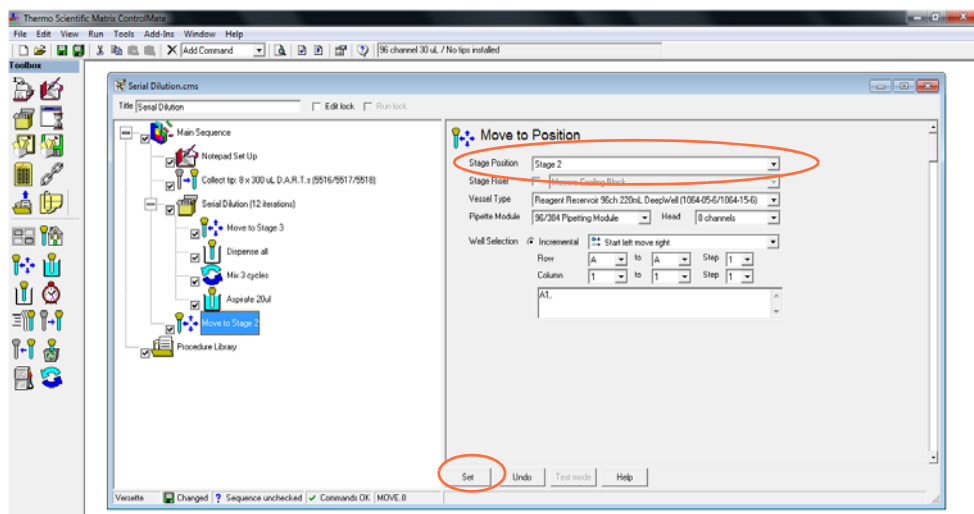 Thermo Scientific Matrix ControlMate
File Edit View Run Tools Add-Ins Window Help
Add Command 96 channel 30 uL / No tips installed
Toolbox
Serial Dilution.cms
Title Serial Dilution Edit lock Run lock
Main Sequence
Notepad Set Up
Collect tip: 8 x 300 uL D.A.R.T.s (5516/5517/5518)
Serial Dilution (12 iterations)
Move to Stage 3
Dispense all
Mix 3 cycles
Aspirate 20ul
Move to Stage 2
Procedure Library
Move to Position
Stage Position Stage 2
Stage Riser Messne Cooling Block
Vessel Type Reagent Reservoir 96ch 220mL DeepWell (1064-05-6/1064-15-6)
Pipette Module 96/384 Pipetting Module Head 8 channels
Well Selection Incremental Start left move right
Row A to A Step 1
Column 1 to 1 Step 1
A1,
Set Undo Test mode Help
Versette Changed ? Sequence unchecked Commands OK MOVE.8